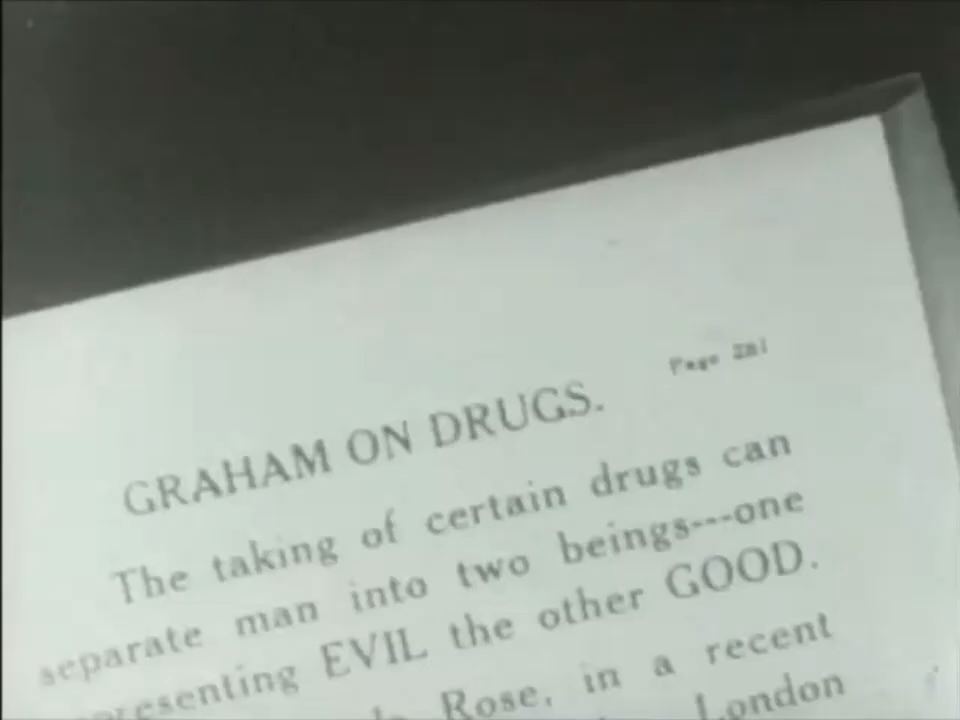 Page 281
GRAHAM ON DRUGS.
The taking of certain drugs can
separate man into two beings---one
EVIL the other GOOD.
Rose, in a recent
London